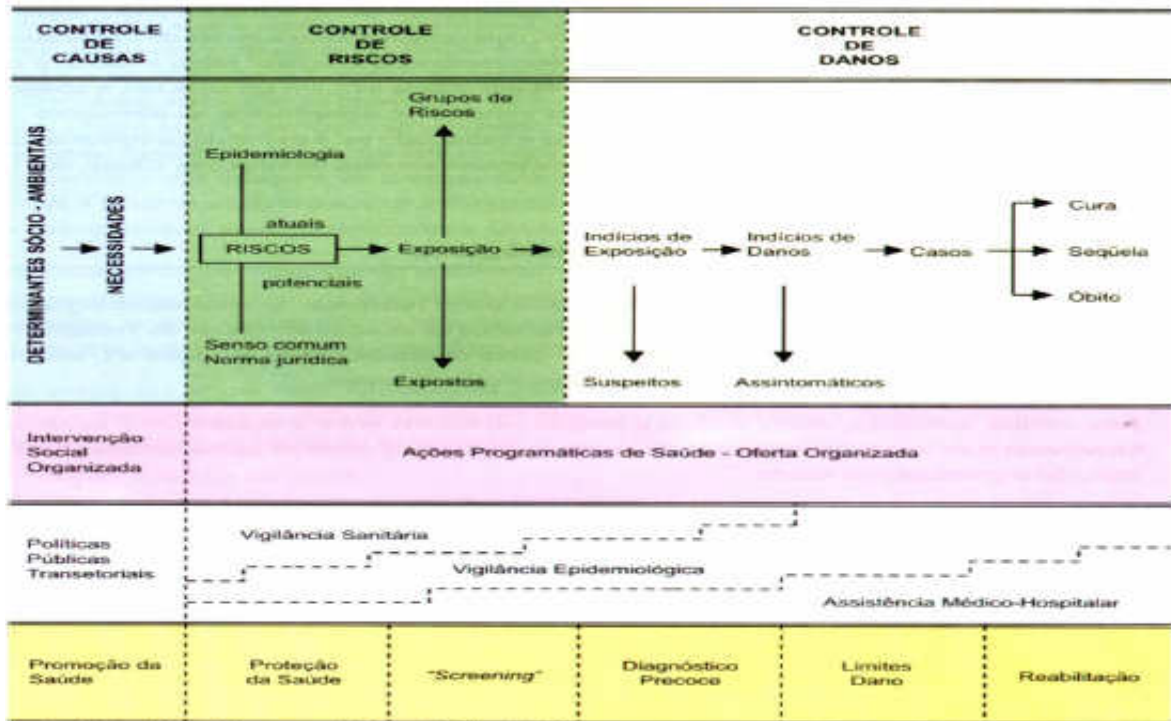 CONTROLE
DE
CAUSAS
CONTROLE
DE
RISCOS
CONTROLE
DE
DANOS
DETERMINANTES SÓCIO - AMBIENTAIS
NECESSIDADES
Epidemiologia
atuais
RISCOS
potenciais
Senso comum
Norma jurídica
Grupos de
Riscos
Exposição
Expostos
Indícios de
Exposição
Suspeitos
Indícios de
Danos
Assintomáticos
Casos
Cura
Seqüela
Óbito
Intervenção
Social
Organizada
Ações Programáticas de Saúde - Oferta Organizada
Políticas
Públicas
Transetoriais
Vigilância Sanitária
Vigilância Epidemiológica
Assistência Médico-Hospitalar
Promoção da
Saúde
Proteção
da Saúde
"Screening"
Diagnóstico
Precoce
Limites
Dano
Reabilitação